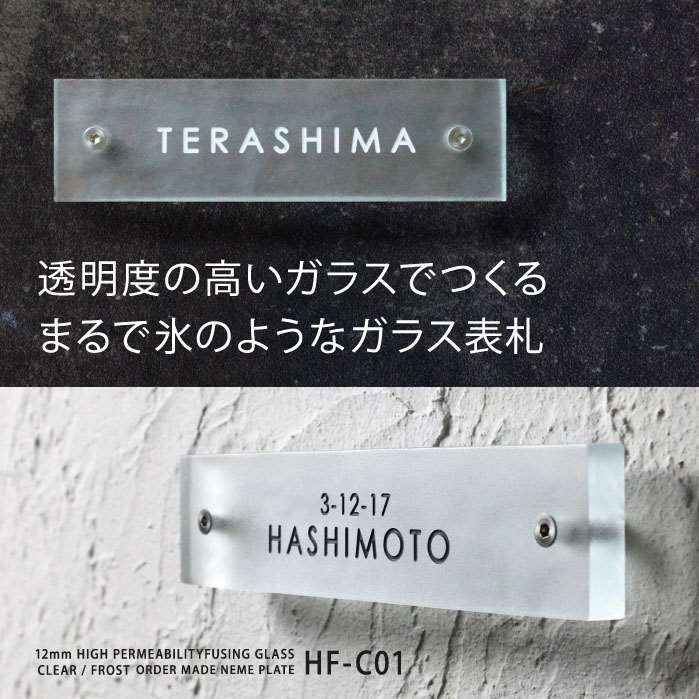 TERASHIMA
透明度の高いガラスでつくる
まるで氷のようなガラス表札
3-12-17
HASHIMOTO
12mm HIGH PERMEABILITYFUSING GLASS
CLEAR / FROST ORDER MADE NEME PLATE HF-C01